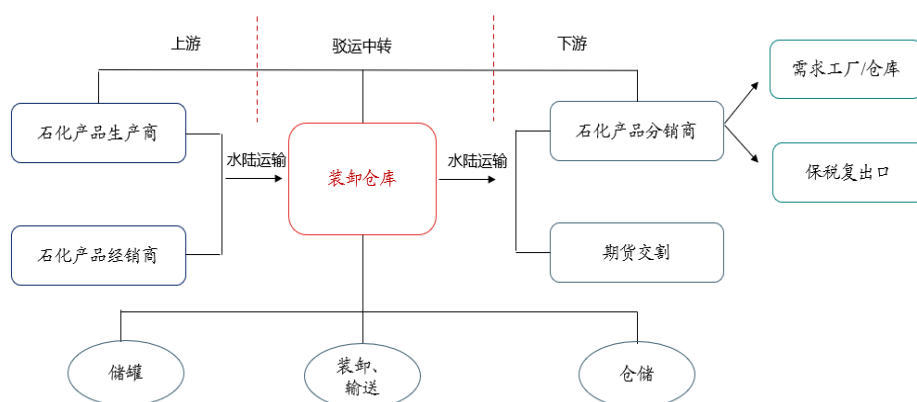 上游
驳运中转
下游
需求工厂/仓库
石化产品生产商
石化产品分销商
水陆运输
装卸仓库
水陆运输
保税复出口
石化产品经销商
期货交割
储罐
装卸、
输送
仓储